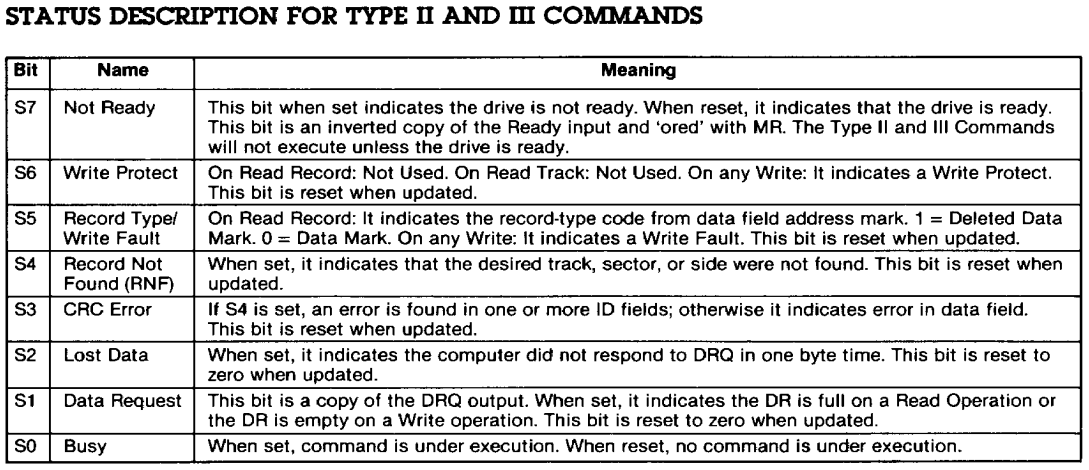 STATUS DESCRIPTION FOR TYPE II AND III COMMANDS
Bit Name Meaning
S7 Not Ready This bit when set indicates the drive is not ready. When reset, it indicates that the drive is ready.
This bit is an inverted copy of the Ready input and 'ored' with MR. The Type II and III Commands
will not execute unless the drive is ready.
S6 Write Protect On Read Record: Not Used. On Read Track: Not Used. On any Write: It indicates a Write Protect.
This bit is reset when updated.
S5 Record Type/ On Read Record: It indicates the record-type code from data field address mark. 1 = Deleted Data
Write Fault Mark. 0 = Data Mark. On any Write: It indicates a Write Fault. This bit is reset when updated.
S4 Record Not When set, it indicates that the desired track, sector, or side were not found. This bit is reset when
Found (RNF) updated.
S3 CRC Error If S4 is set, an error is found in one or more ID fields; otherwise it indicates error in data field.
This bit is reset when updated.
S2 Lost Data When set, it indicates the computer did not respond to DRQ in one byte time. This bit is reset to
zero when updated.
S1 Data Request This bit is a copy of the DRQ output. When set, it indicates the DR is full on a Read Operation or
the DR is empty on a Write operation. This bit is reset to zero when updated.
S0 Busy When set, command is under execution. When reset, no command is under execution.